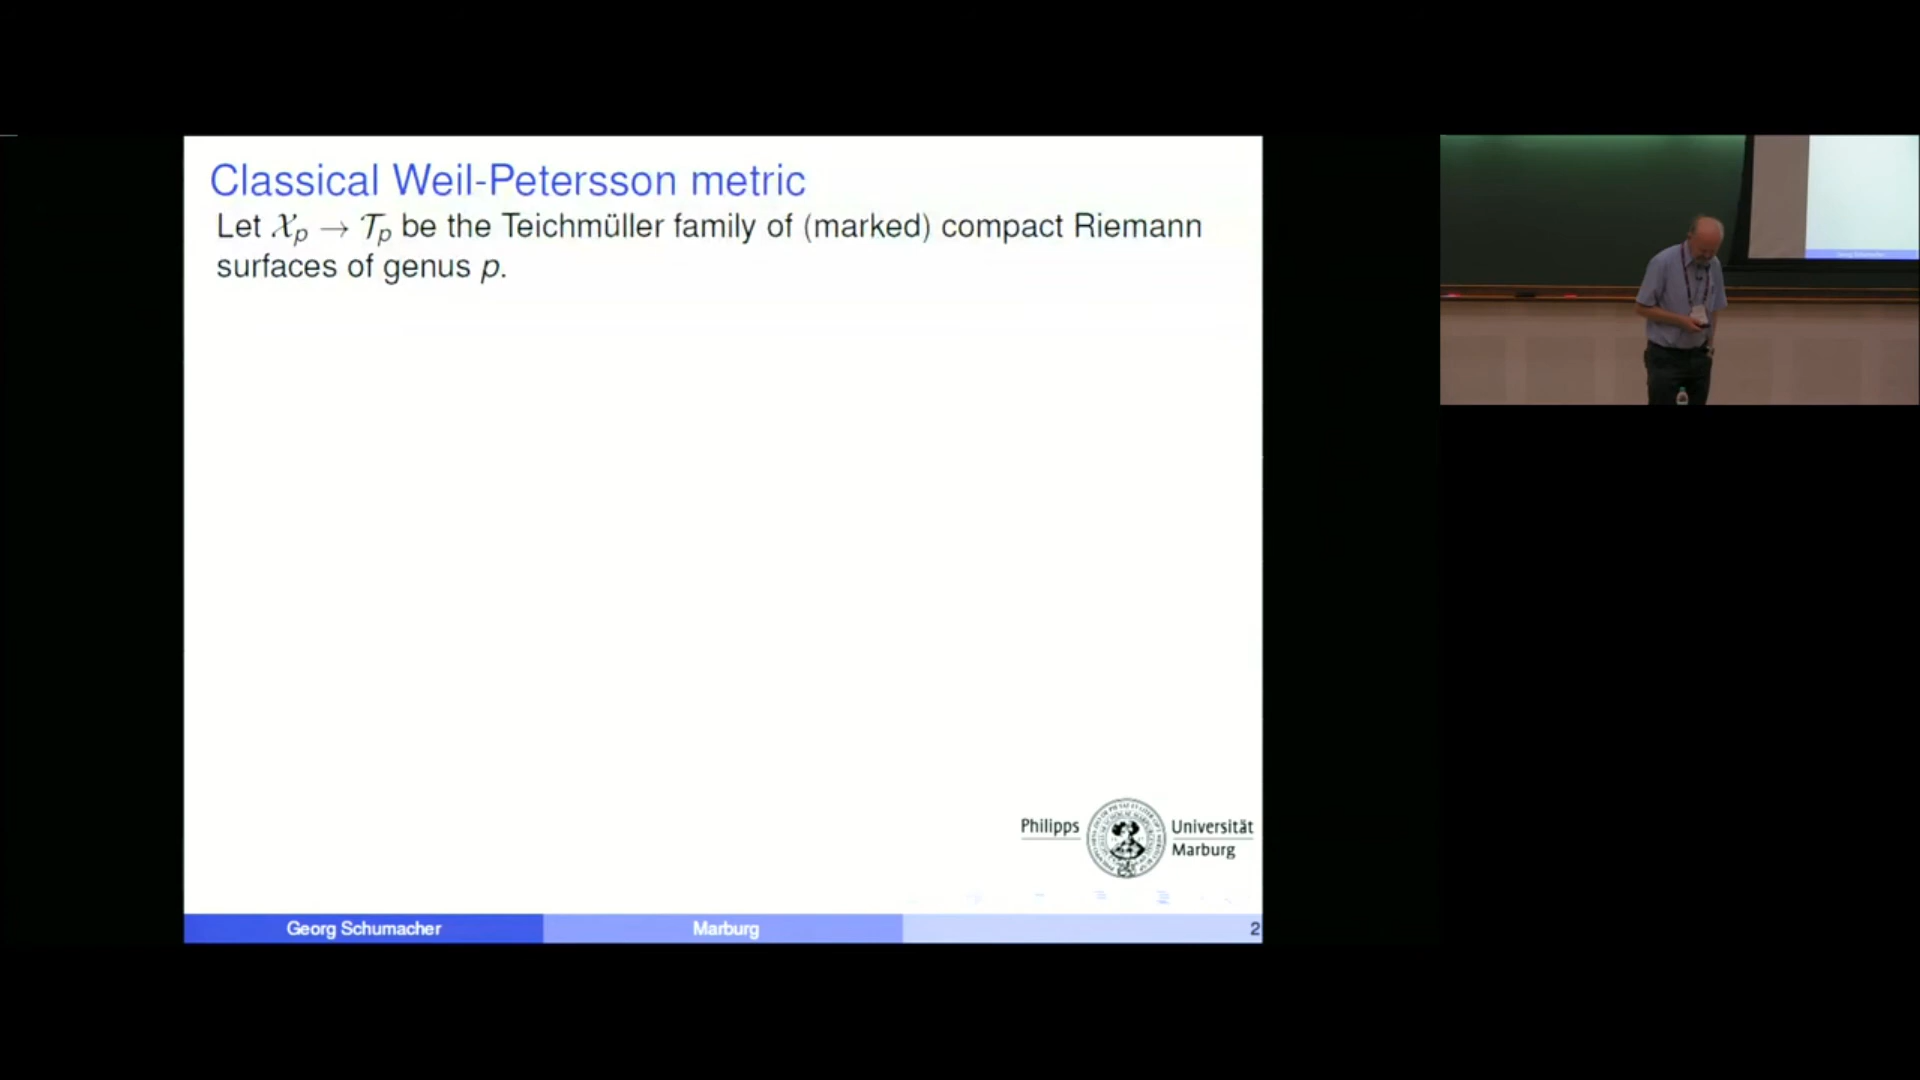 Classical Weil-Petersson metric
Let 𝒳ₚ → 𝒯ₚ be the Teichmüller family of (marked) compact Riemann
surfaces of genus p.
Philipps Universität
Marburg
Georg Schumacher Marburg 2